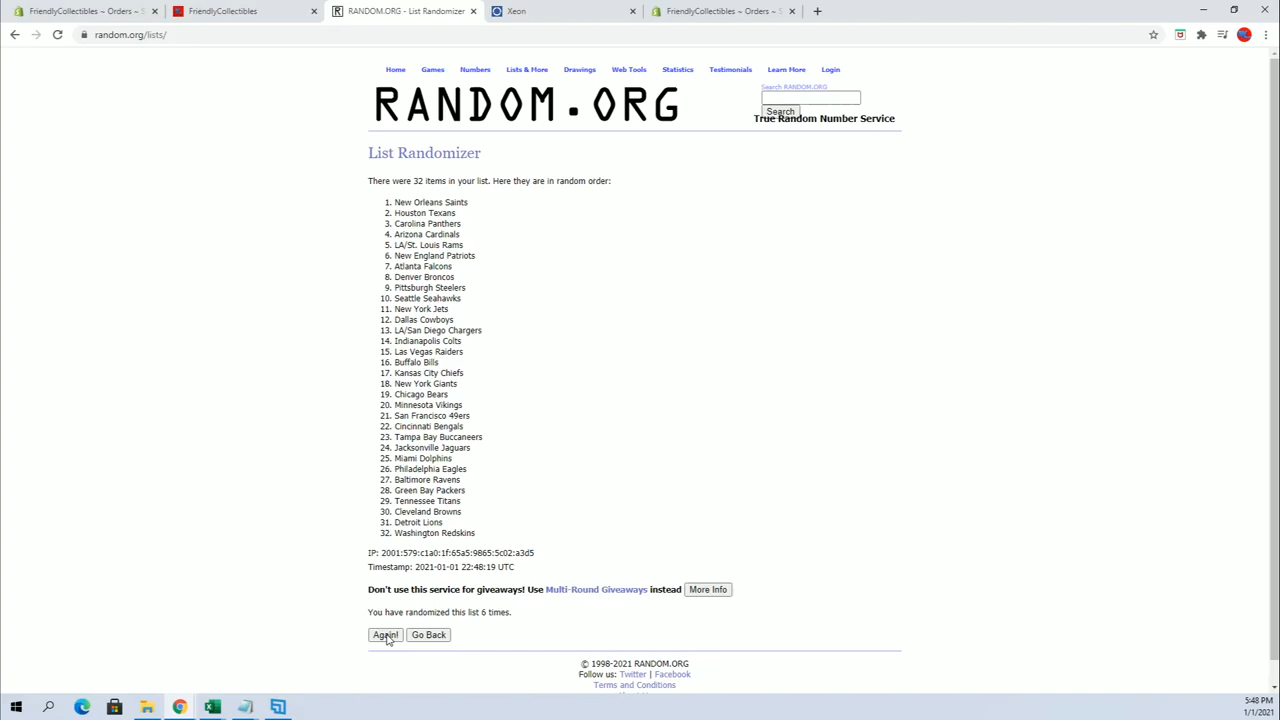 FriendlyCollectibles ~ Orders ~ S
FriendlyCollectibles
RANDOM.ORG - List Randomizer
Xeon
FriendlyCollectibles ~ Orders ~ S
random.org/lists/
Home Games Numbers Lists & More Drawings Web Tools Statistics Testimonials Learn More Login
RANDOM.ORG
Search RANDOM.ORG
Search
True Random Number Service
List Randomizer
There were 32 items in your list. Here they are in random order:
1. New Orleans Saints
2. Houston Texans
3. Carolina Panthers
4. Arizona Cardinals
5. LA/St. Louis Rams
6. New England Patriots
7. Atlanta Falcons
8. Denver Broncos
9. Pittsburgh Steelers
10. Seattle Seahawks
11. New York Jets
12. Dallas Cowboys
13. LA/San Diego Chargers
14. Indianapolis Colts
15. Las Vegas Raiders
16. Buffalo Bills
17. Kansas City Chiefs
18. New York Giants
19. Chicago Bears
20. Minnesota Vikings
21. San Francisco 49ers
22. Cincinnati Bengals
23. Tampa Bay Buccaneers
24. Jacksonville Jaguars
25. Miami Dolphins
26. Philadelphia Eagles
27. Baltimore Ravens
28. Green Bay Packers
29. Tennessee Titans
30. Cleveland Browns
31. Detroit Lions
32. Washington Redskins
IP: 2001:579:c1a0:1f:65a5:9865:5c02:a3d5
Timestamp: 2021-01-01 22:48:19 UTC
Don't use this service for giveaways! Use Multi-Round Giveaways instead More Info
You have randomized this list 6 times.
Again! Go Back
© 1998-2021 RANDOM.ORG
Follow us: Twitter | Facebook
Terms and Conditions
5:48 PM
1/1/2021